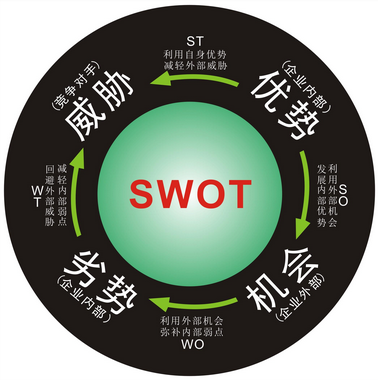 ST
利用自身优势
减轻外部威胁
威胁
(竞争对手)
优势
(企业内部)
SWOT
WT
减轻内部弱点
回避外部威胁
SO
利用外部机会
发展内部优势
劣势
(企业内部)
机会
(企业外部)
利用外部机会
弥补内部弱点
WO